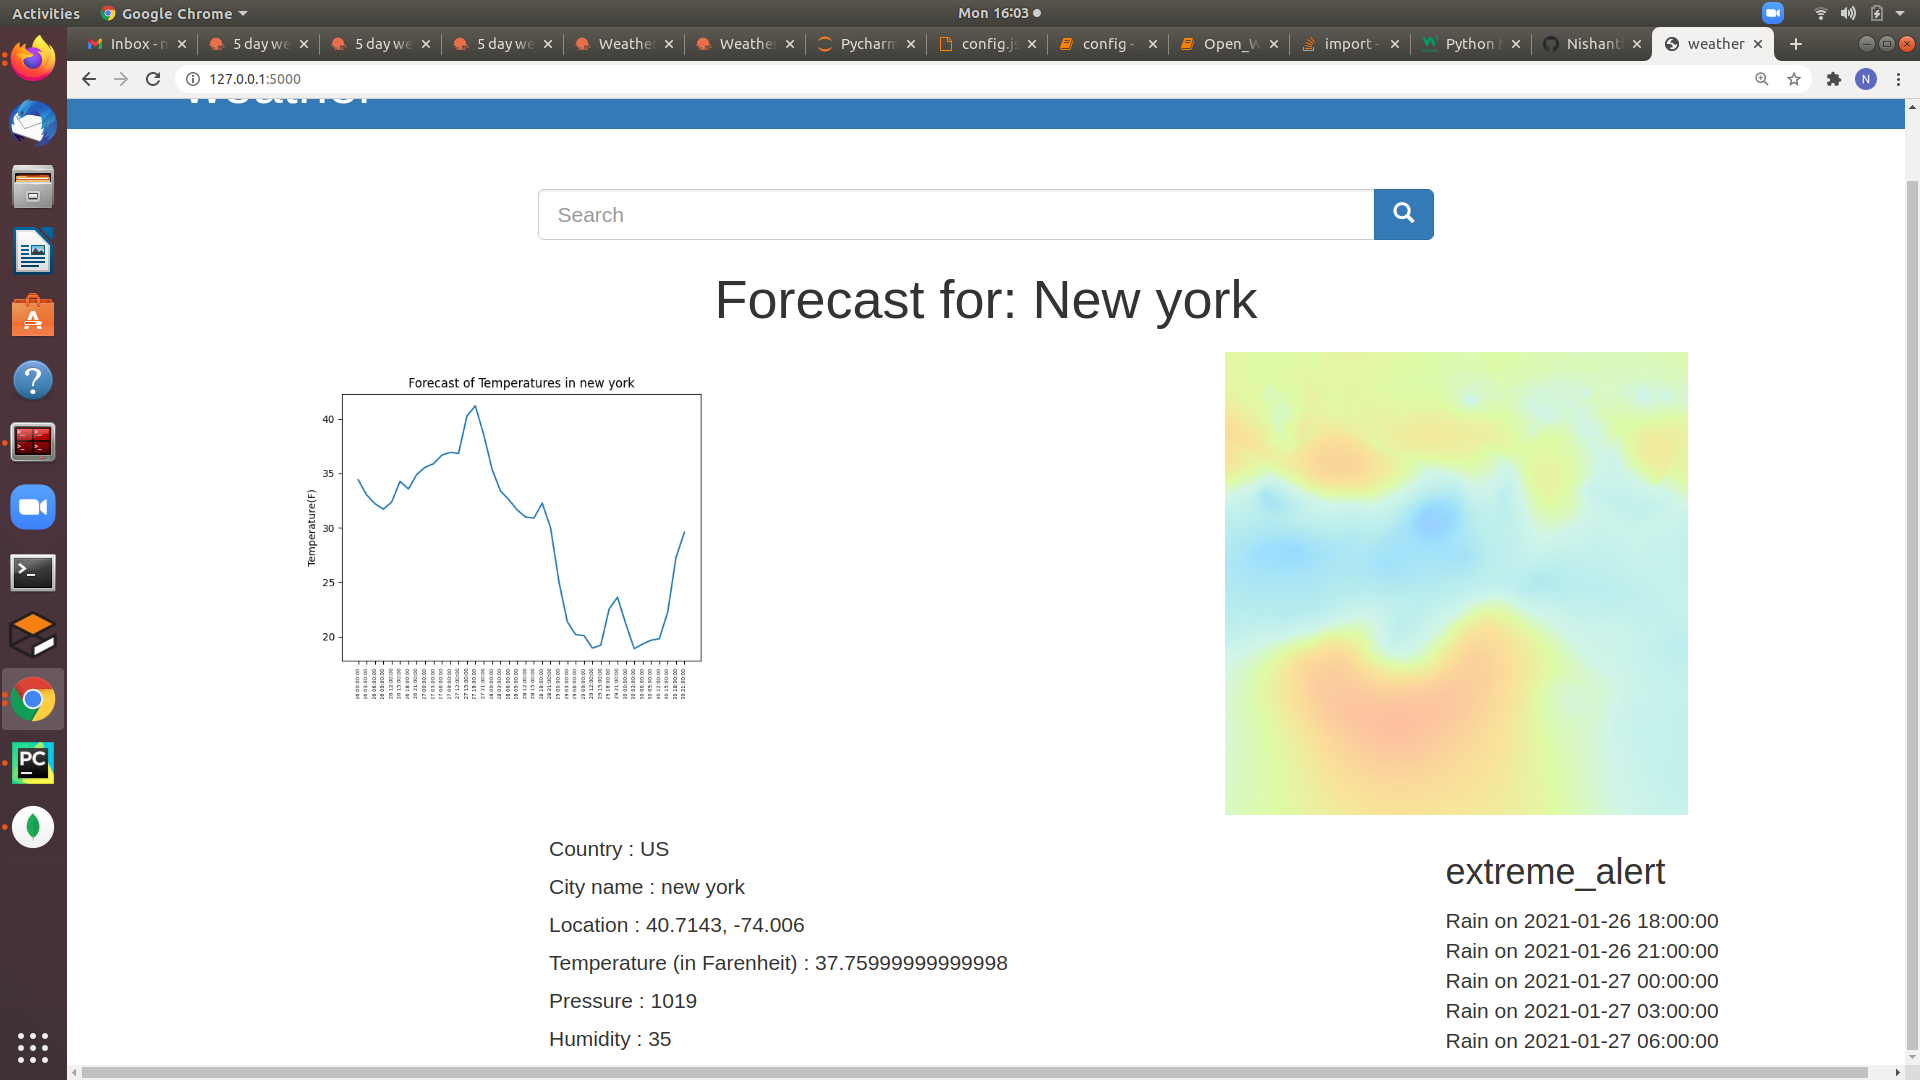 Activities Google Chrome Mon 16:03
Inbox - n 5 day we 5 day we 5 day we Weather Weather Pycharm config.js config - Open_W import - Python Nishant weather
127.0.0.1:5000
N
Search
Forecast for: New york
Forecast of Temperatures in new york
Temperature(F)
40
35
30
25
20
Country : US
City name : new york
Location : 40.7143, -74.006
Temperature (in Farenheit) : 37.75999999999998
Pressure : 1019
Humidity : 35
extreme_alert
Rain on 2021-01-26 18:00:00
Rain on 2021-01-26 21:00:00
Rain on 2021-01-27 00:00:00
Rain on 2021-01-27 03:00:00
Rain on 2021-01-27 06:00:00